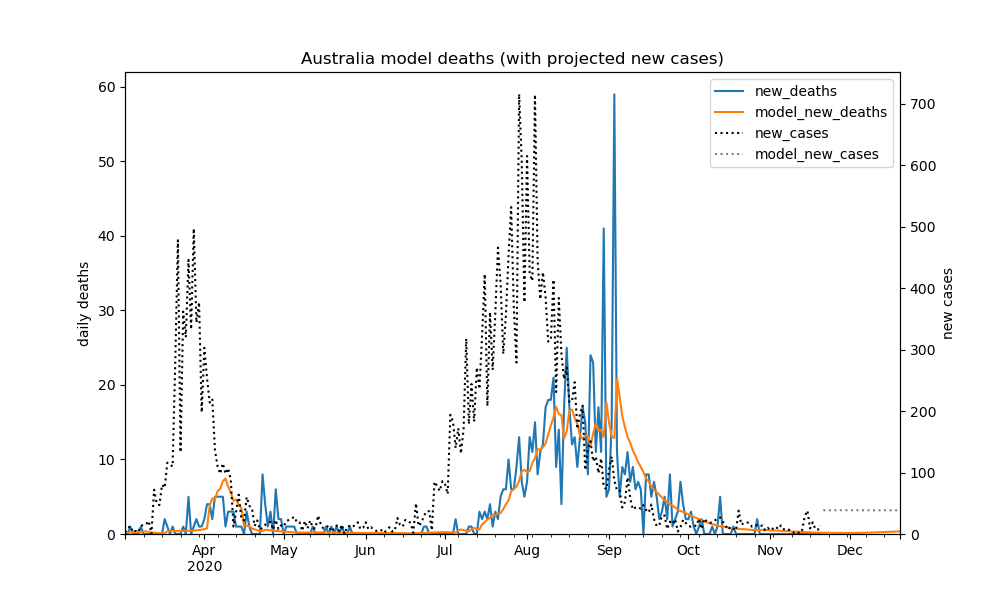 Australia model deaths (with projected new cases)
new_deaths
model_new_deaths
new_cases
model_new_cases
60
50
40
30
20
10
0
daily deaths
700
600
500
400
300
200
100
0
new cases
Apr
2020
May
Jun
Jul
Aug
Sep
Oct
Nov
Dec